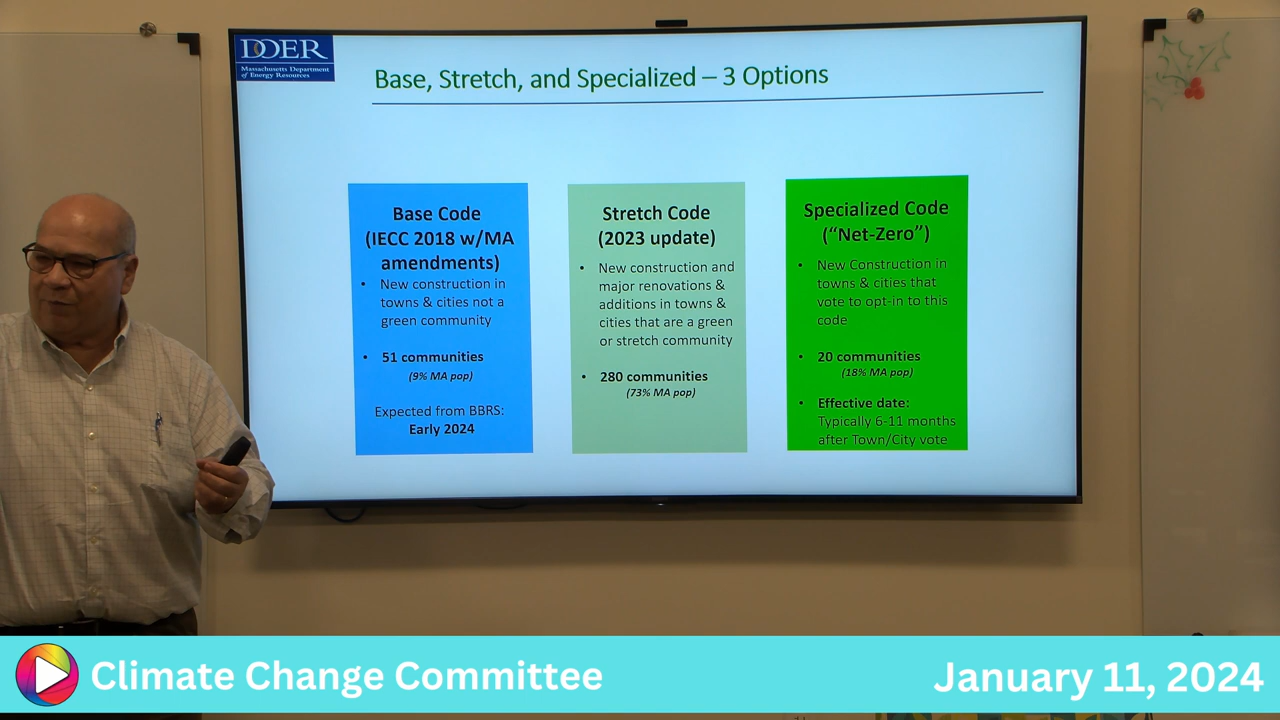 DOER
Massachusetts Department
of Energy Resources
Base, Stretch, and Specialized – 3 Options
Base Code
(IECC 2018 w/MA
amendments)
• New construction in
towns & cities not a
green community
• 51 communities
(9% MA pop)
Expected from BBRS:
Early 2024
Stretch Code
(2023 update)
• New construction and
major renovations &
additions in towns &
cities that are a green
or stretch community
• 280 communities
(73% MA pop)
Specialized Code
(“Net-Zero”)
• New Construction in
towns & cities that
vote to opt-in to this
code
• 20 communities
(18% MA pop)
• Effective date:
Typically 6-11 months
after Town/City vote
Climate Change Committee
January 11, 2024